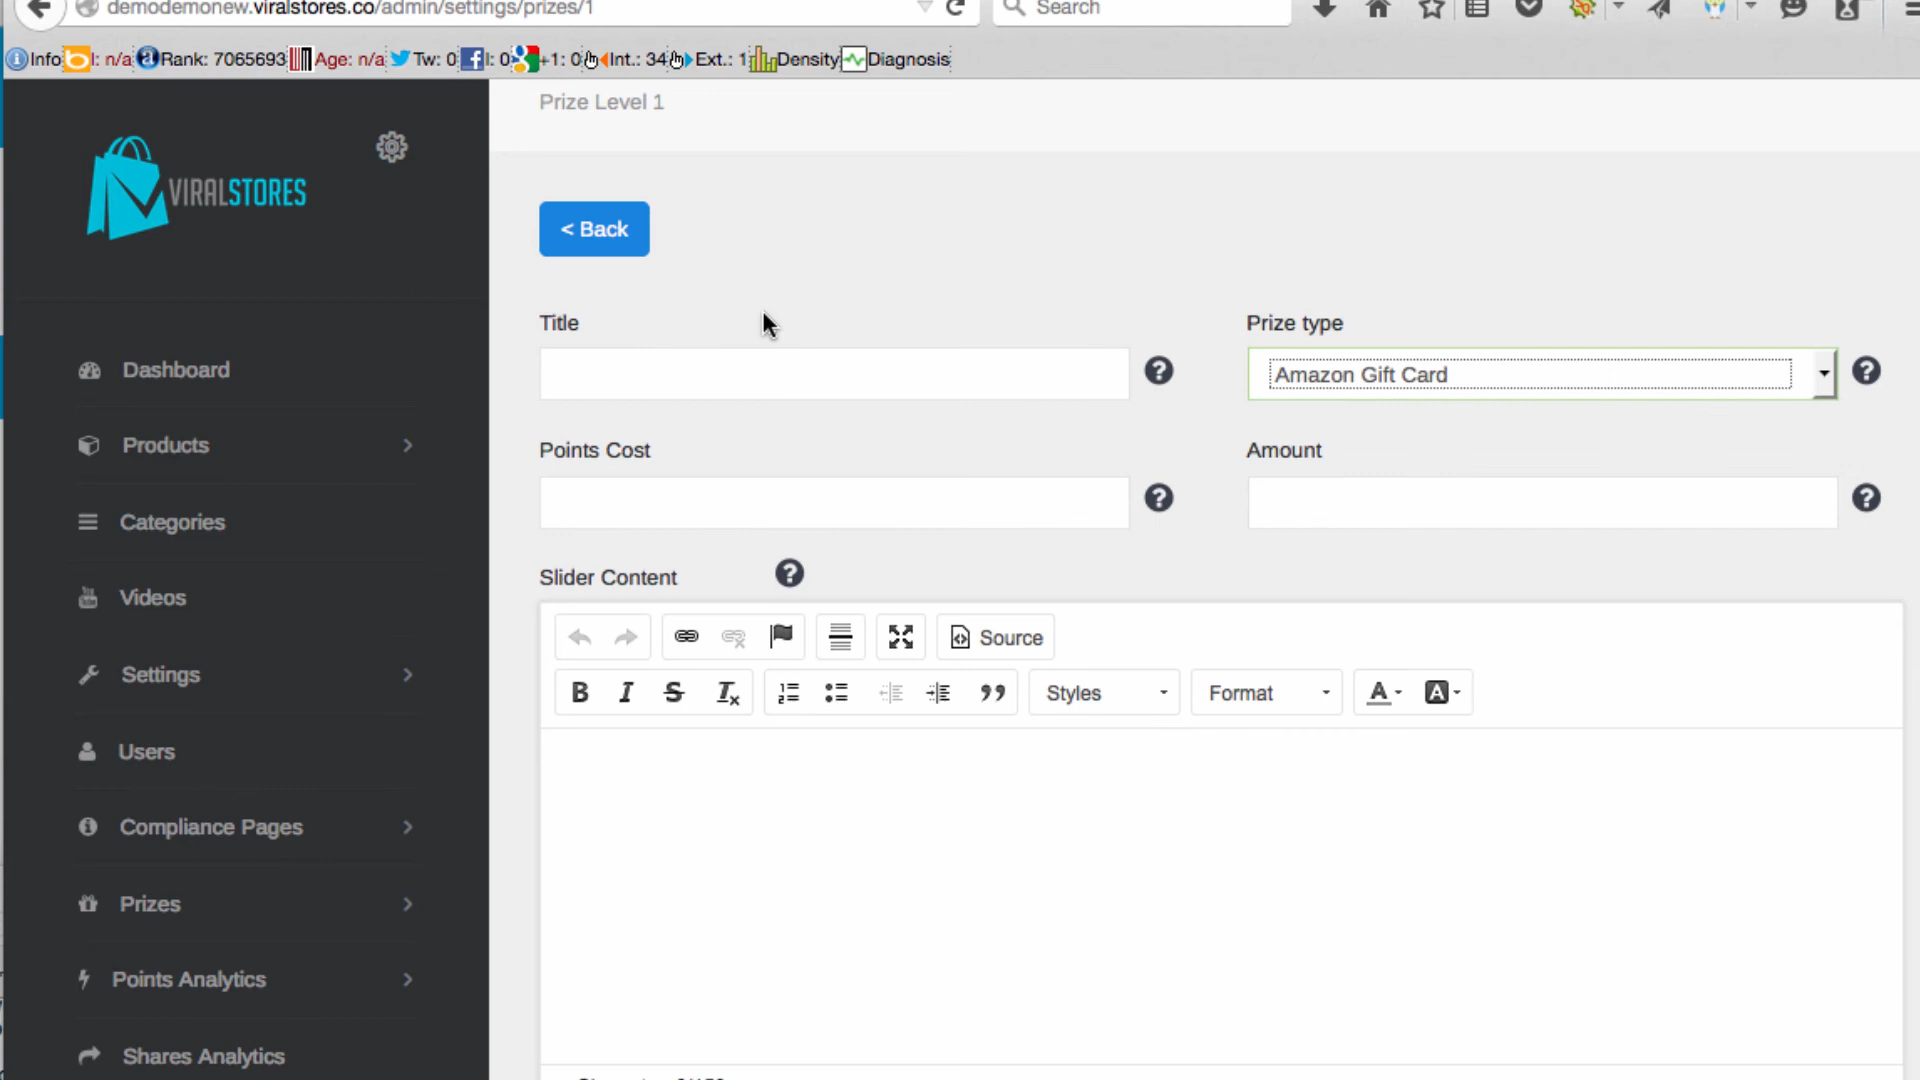 demodemonew.viralstores.co/admin/settings/prizes/1
Search
Info
I: n/a
Rank: 7065693
Age: n/a
Tw: 0
I: 0
+1: 0
Int.: 34
Ext.: 1
Density
Diagnosis
Prize Level 1
VIRALSTORES
< Back
Title
Prize type
Amazon Gift Card
Points Cost
Amount
Slider Content
Source
Styles
Format
Dashboard
Products
Categories
Videos
Settings
Users
Compliance Pages
Prizes
Points Analytics
Shares Analytics